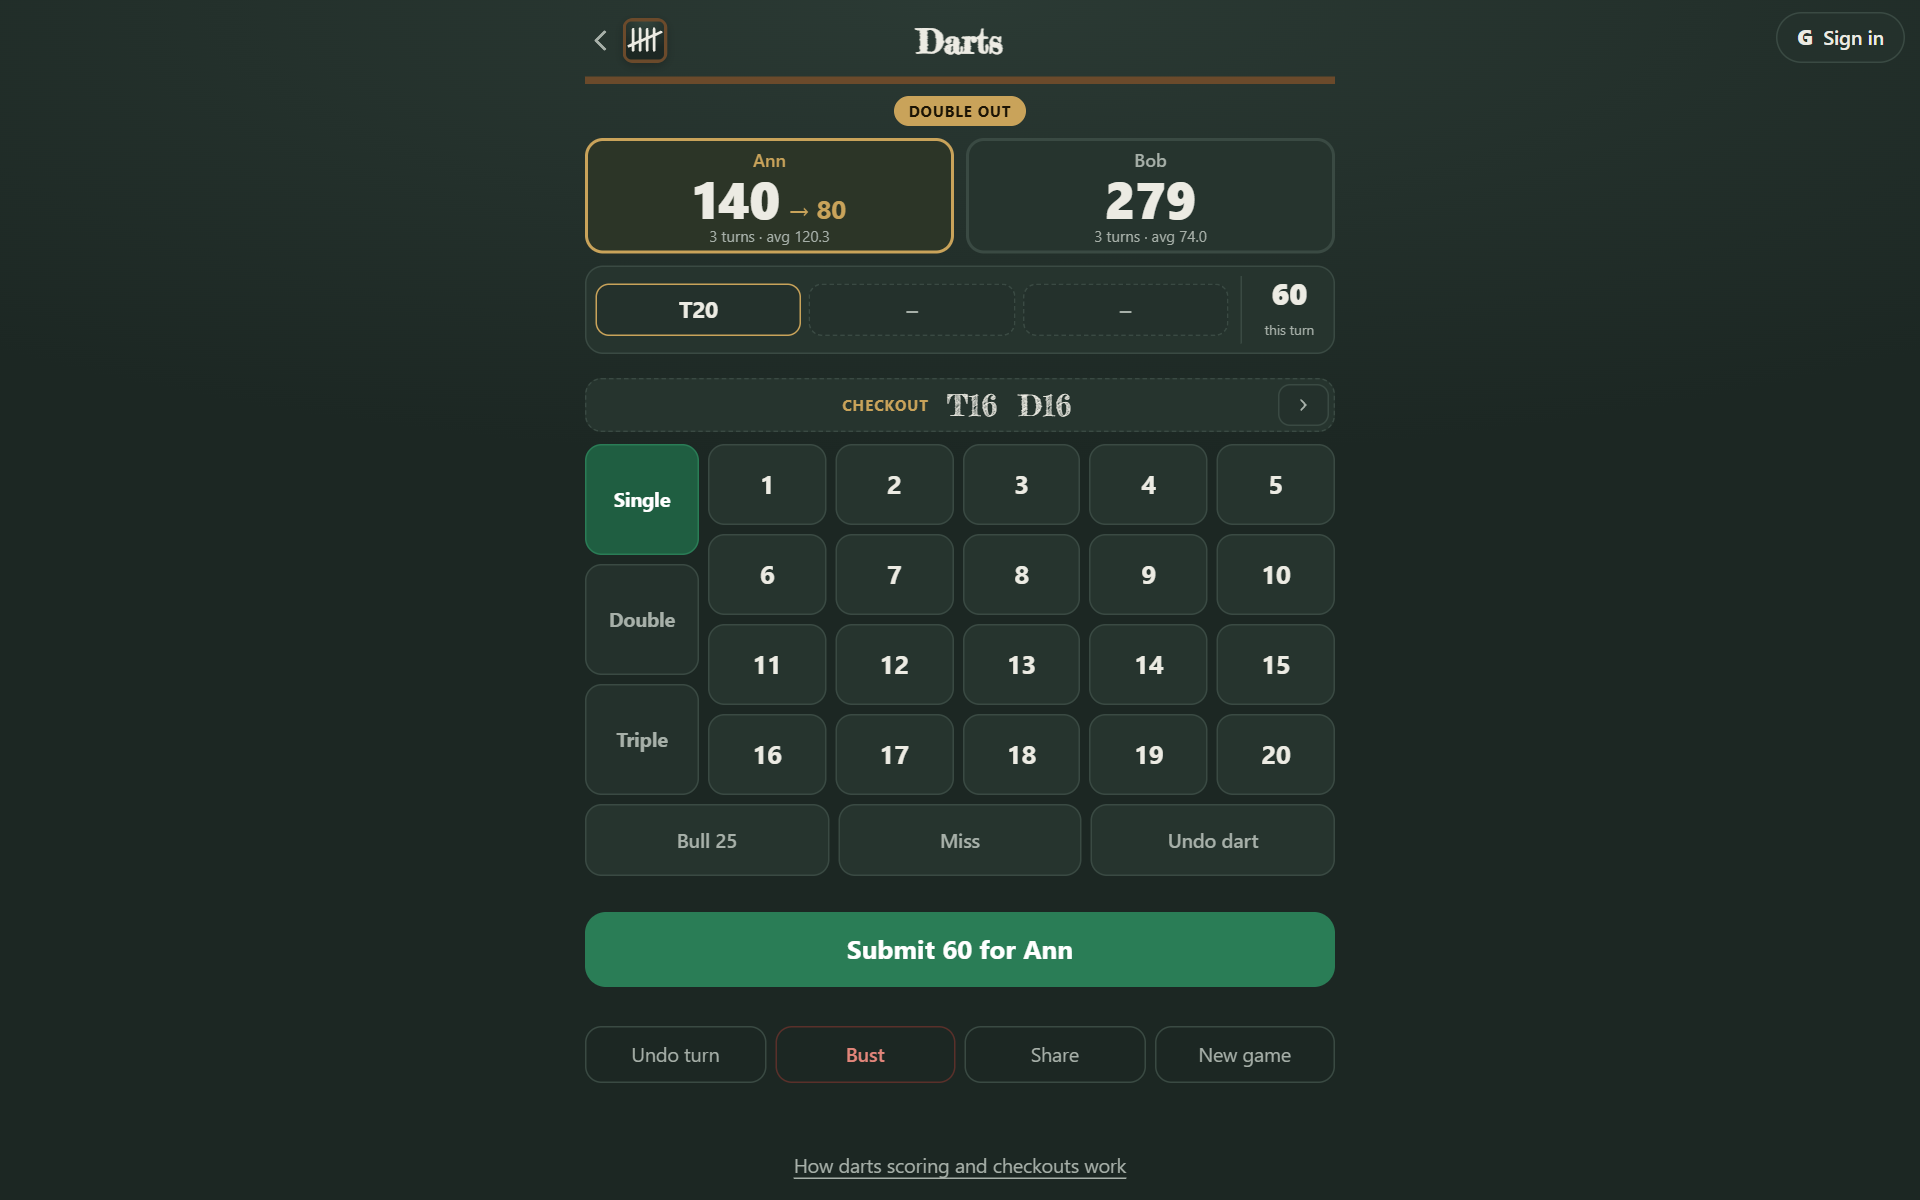 Darts
G Sign in
DOUBLE OUT
Ann
140 → 80
3 turns · avg 120.3
Bob
279
3 turns · avg 74.0
T20
–
–
60
this turn
CHECKOUT T16 D16
Single
Double
Triple
1 2 3 4 5
6 7 8 9 10
11 12 13 14 15
16 17 18 19 20
Bull 25
Miss
Undo dart
Submit 60 for Ann
Undo turn
Bust
Share
New game
How darts scoring and checkouts work